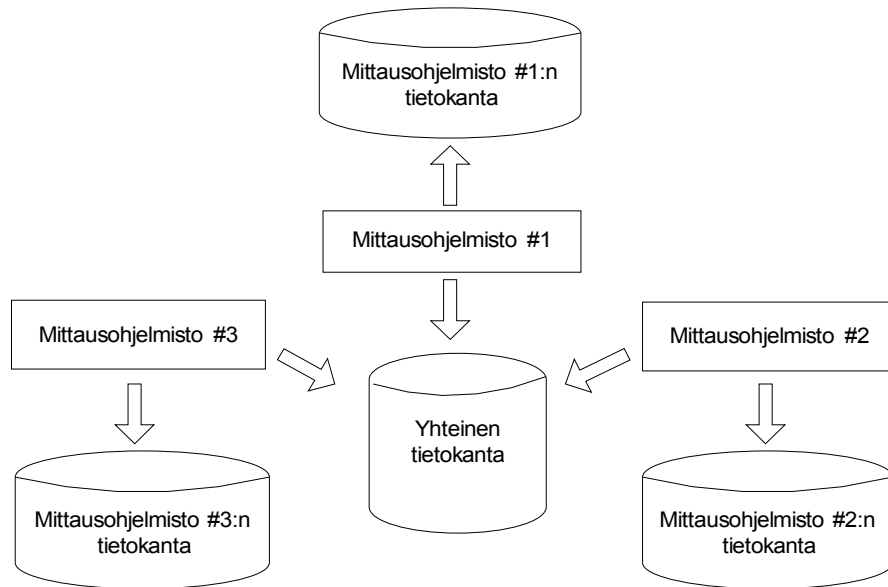 Mittausohjelmisto #1:n
tietokanta
Mittausohjelmisto #1
Mittausohjelmisto #3
Mittausohjelmisto #2
Yhteinen
tietokanta
Mittausohjelmisto #3:n
tietokanta
Mittausohjelmisto #2:n
tietokanta